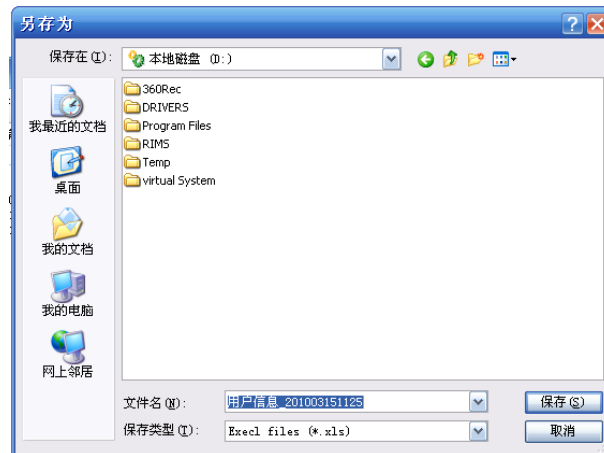 另存为
保存在(I):
本地磁盘 (D:)
360Rec
DRIVERS
Program Files
RIMS
Temp
virtual System
我最近的文档
桌面
我的文档
我的电脑
网上邻居
文件名(N):
用户信息_201003151125
保存(S)
保存类型(T):
Execl files (*.xls)
取消